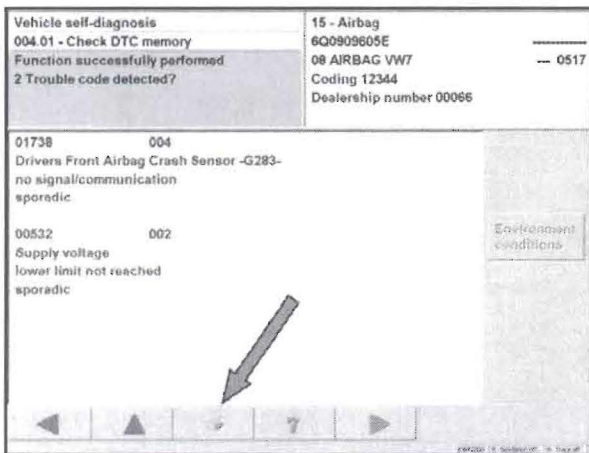 Vehicle self-diagnosis
004.01 - Check DTC memory
Function successfully performed
2 Trouble code detected?
15 - Airbag
6Q0909605E
08 AIRBAG VW7 --- 0517
Coding 12344
Dealership number 00066
01738 004
Drivers Front Airbag Crash Sensor -G283-
no signal/communication
sporadic
00532 002
Supply voltage
lower limit not reached
sporadic
Environment
conditions
?